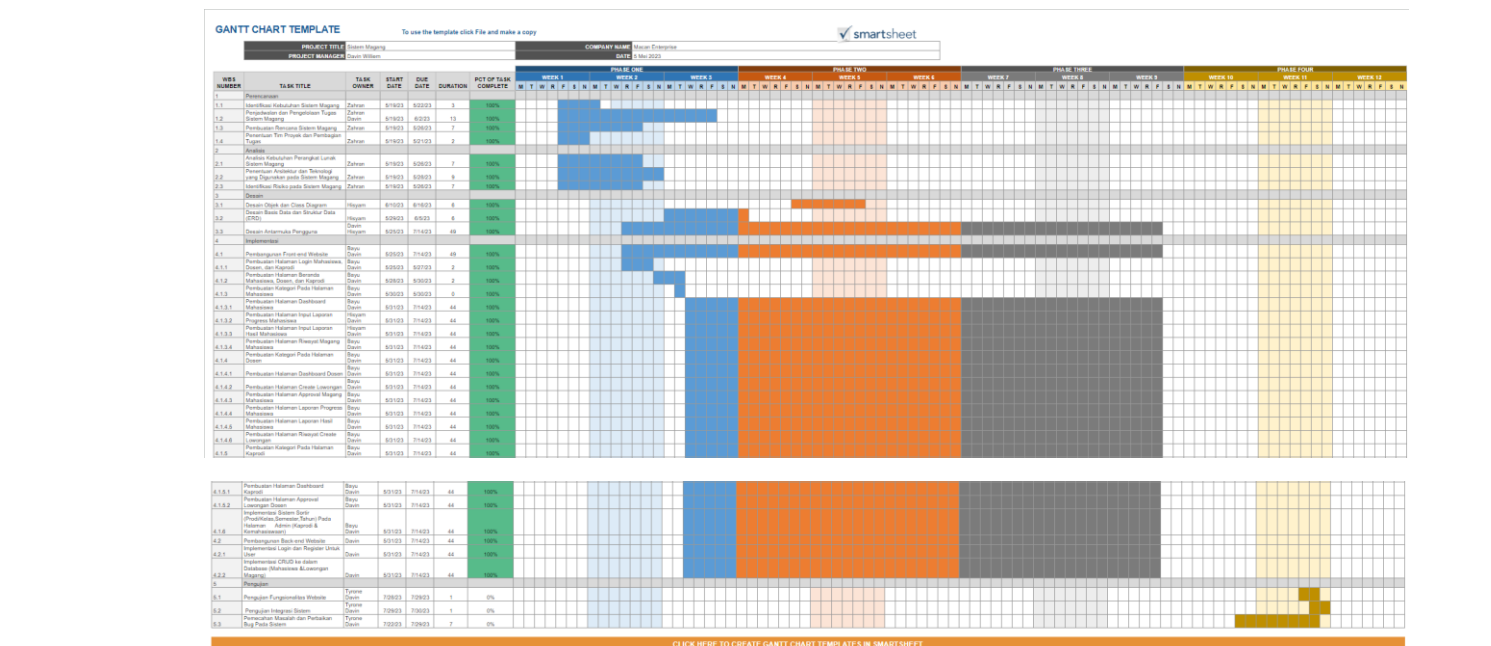 GANTT CHART TEMPLATE
To use the template click File and make a copy
smartsheet
PROJECT TITLE Sistem Magang COMPANY NAME Macan Enterprise
PROJECT MANAGER Davin William DATE 5 Mei 2023
PHASE ONE PHASE TWO PHASE THREE PHASE FOUR
WBS NUMBER TASK TITLE TASK OWNER START DATE DUE DATE DURATION PCT OF TASK COMPLETE
WEEK 1 WEEK 2 WEEK 3 WEEK 4 WEEK 5 WEEK 6 WEEK 7 WEEK 8 WEEK 9 WEEK 10 WEEK 11 WEEK 12
M T W R F S N M T W R F S N M T W R F S N M T W R F S N M T W R F S N M T W R F S N M T W R F S N M T W R F S N M T W R F S N M T W R F S N M T W R F S N M T W R F S N
1 Perencanaan
1.1 Identifikasi Kebutuhan Sistem Magang Zahran 5/19/23 5/22/23 3 100%
Penjadwalan dan Pengelolaan Tugas Zahran
1.2 Sistem Magang Davin 5/19/23 6/2/23 13 100%
1.3 Pembuatan Rencana Sistem Magang Zahran 5/19/23 5/26/23 7 100%
Penentuan Tim Proyek dan Pembagian
1.4 Tugas Zahran 5/19/23 5/21/23 2 100%
2 Analisis
Analisis Kebutuhan Perangkat Lunak
2.1 Sistem Magang Zahran 5/19/23 5/26/23 7 100%
Penentuan Arsitektur dan Teknologi
2.2 yang Digunakan pada Sistem Magang Zahran 5/19/23 5/28/23 9 100%
2.3 Identifikasi Risiko pada Sistem Magang Zahran 5/19/23 5/26/23 7 100%
3 Desain
3.1 Desain Objek dan Class Diagram Hisyam 6/10/23 6/16/23 6 100%
Desain Basis Data dan Struktur Data
3.2 (ERD) Hisyam 5/29/23 6/5/23 6 100%
Davin
3.3 Desain Antarmuka Pengguna Hisyam 5/25/23 7/14/23 49 100%
4 Implementasi
Bayu
4.1 Pembangunan Front-end Website Davin 5/25/23 7/14/23 49 100%
Pembuatan Halaman Login Mahasiswa, Bayu
4.1.1 Dosen, dan Kaprodi Davin 5/25/23 5/27/23 2 100%
Pembuatan Halaman Beranda Bayu
4.1.2 Mahasiswa, Dosen, dan Kaprodi Davin 5/28/23 5/30/23 2 100%
Pembuatan Kategori Pada Halaman Bayu
4.1.3 Mahasiswa Davin 5/30/23 5/30/23 0 100%
Pembuatan Halaman Dashboard Bayu
4.1.3.1 Mahasiswa Davin 5/31/23 7/14/23 44 100%
Pembuatan Halaman Input Laporan Hisyam
4.1.3.2 Progress Mahasiswa Davin 5/31/23 7/14/23 44 100%
Pembuatan Halaman Input Laporan Hisyam
4.1.3.3 Hasil Mahasiswa Davin 5/31/23 7/14/23 44 100%
Pembuatan Halaman Riwayat Magang Bayu
4.1.3.4 Mahasiswa Davin 5/31/23 7/14/23 44 100%
Pembuatan Kategori Pada Halaman Bayu
4.1.4 Dosen Davin 5/31/23 7/14/23 44 100%
Bayu
4.1.4.1 Pembuatan Halaman Dashboard Dosen Davin 5/31/23 7/14/23 44 100%
Bayu
4.1.4.2 Pembuatan Halaman Create Lowongan Davin 5/31/23 7/14/23 44 100%
Pembuatan Halaman Approval Magang Bayu
4.1.4.3 Mahasiswa Davin 5/31/23 7/14/23 44 100%
Pembuatan Halaman Laporan Progress Bayu
4.1.4.4 Mahasiswa Davin 5/31/23 7/14/23 44 100%
Pembuatan Halaman Laporan Hasil Bayu
4.1.4.5 Mahasiswa Davin 5/31/23 7/14/23 44 100%
Pembuatan Halaman Riwayat Create Bayu
4.1.4.6 Lowongan Davin 5/31/23 7/14/23 44 100%
Pembuatan Kategori Pada Halaman Bayu
4.1.5 Kaprodi Davin 5/31/23 7/14/23 44 100%
Pembuatan Halaman Dashboard Bayu
4.1.5.1 Kaprodi Davin 5/31/23 7/14/23 44 100%
Pembuatan Halaman Approval Bayu
4.1.5.2 Lowongan Dosen Davin 5/31/23 7/14/23 44 100%
Implementasi Sistem Sortir
(Prodi/Kelas,Semester,Tahun) Pada
Halaman Admin (Kaprodi & Bayu
4.1.6 Kemahasiswaan) Davin 5/31/23 7/14/23 44 100%
4.2 Pembangunan Back-end Website Davin 5/31/23 7/14/23 44 100%
Implementasi Login dan Register Untuk
4.2.1 User Davin 5/31/23 7/14/23 44 100%
Implementasi CRUD ke dalam
Database (Mahasiswa &Lowongan
4.2.2 Magang) Davin 5/31/23 7/14/23 44 100%
5 Pengujian
Tyrone
5.1 Pengujian Fungsionalitas Website Davin 7/28/23 7/29/23 1 0%
Tyrone
5.2 Pengujian Integrasi Sistem Davin 7/29/23 7/30/23 1 0%
Pemecahan Masalah dan Perbaikan Tyrone
5.3 Bug Pada Sistem Davin 7/22/23 7/29/23 7 0%
CLICK HERE TO CREATE GANTT CHART TEMPLATES IN SMARTSHEET